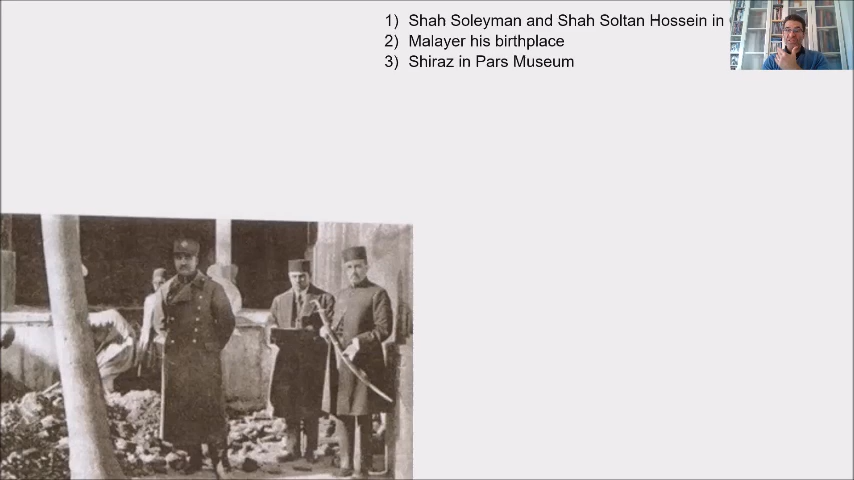 1) Shah Soleyman and Shah Soltan Hossein in
2) Malayer his birthplace
3) Shiraz in Pars Museum